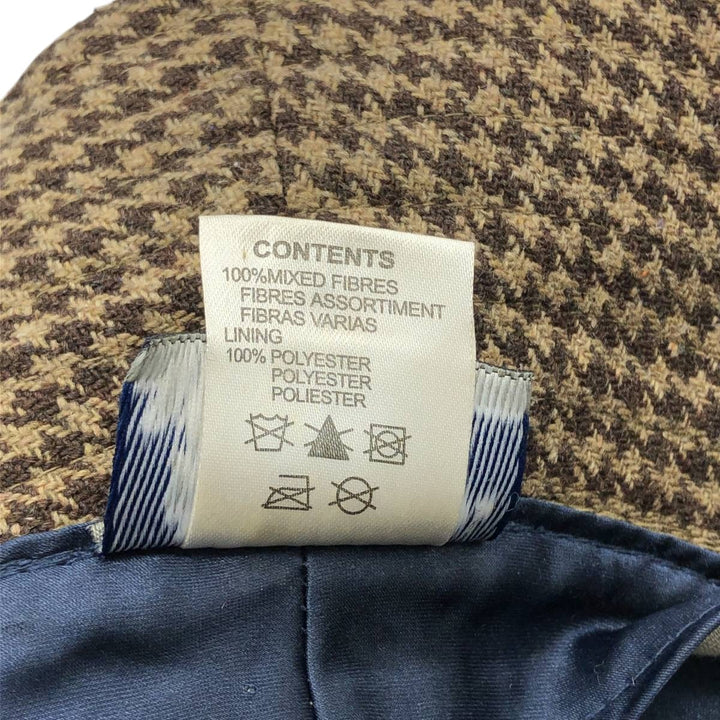 CONTENTS
100%MIXED FIBRES
FIBRES ASSORTIMENT
FIBRAS VARIAS
LINING
100% POLYESTER
POLYESTER
POLIESTER